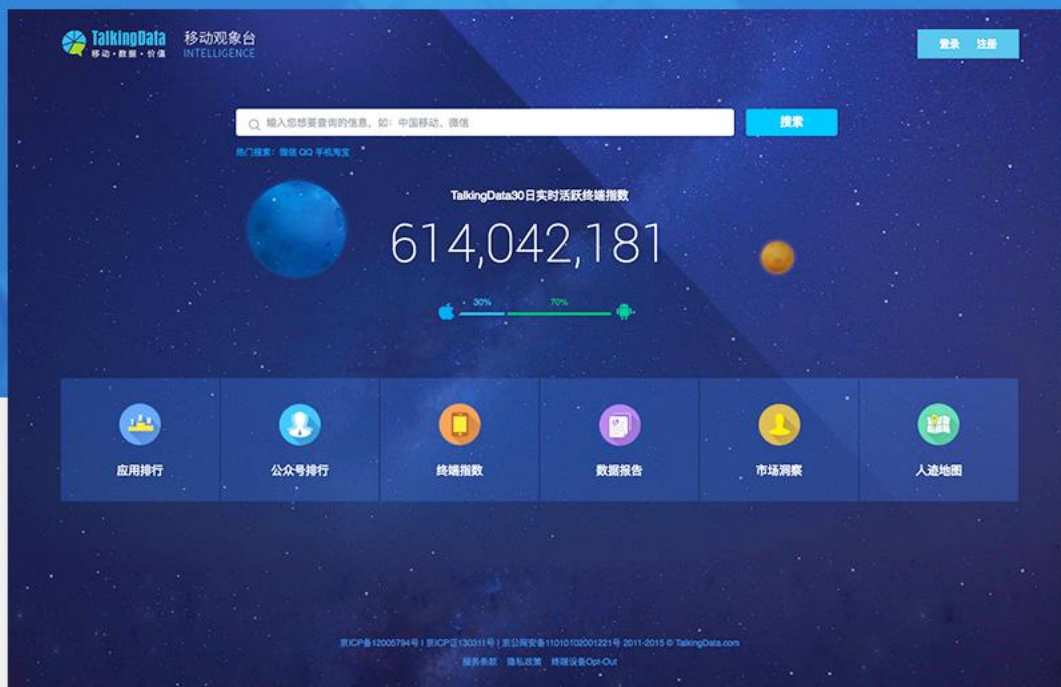 TalkingData 移动观象台
移动·数据·价值 INTELLIGENCE
登录 注册
输入您想要查询的信息，如：中国移动，微信
搜索
热门搜索：微信 QQ 手机淘宝
TalkingData30日实时活跃终端指数
614,042,181
30% 70%
应用排行 公众号排行 终端指数 数据报告 市场洞察 人迹地图
京ICP备12005794号 | 京ICP证130311号 | 京公网安备11010102001221号 2011-2015 © TalkingData.com
服务条款 隐私政策 终端设备Opt-Out